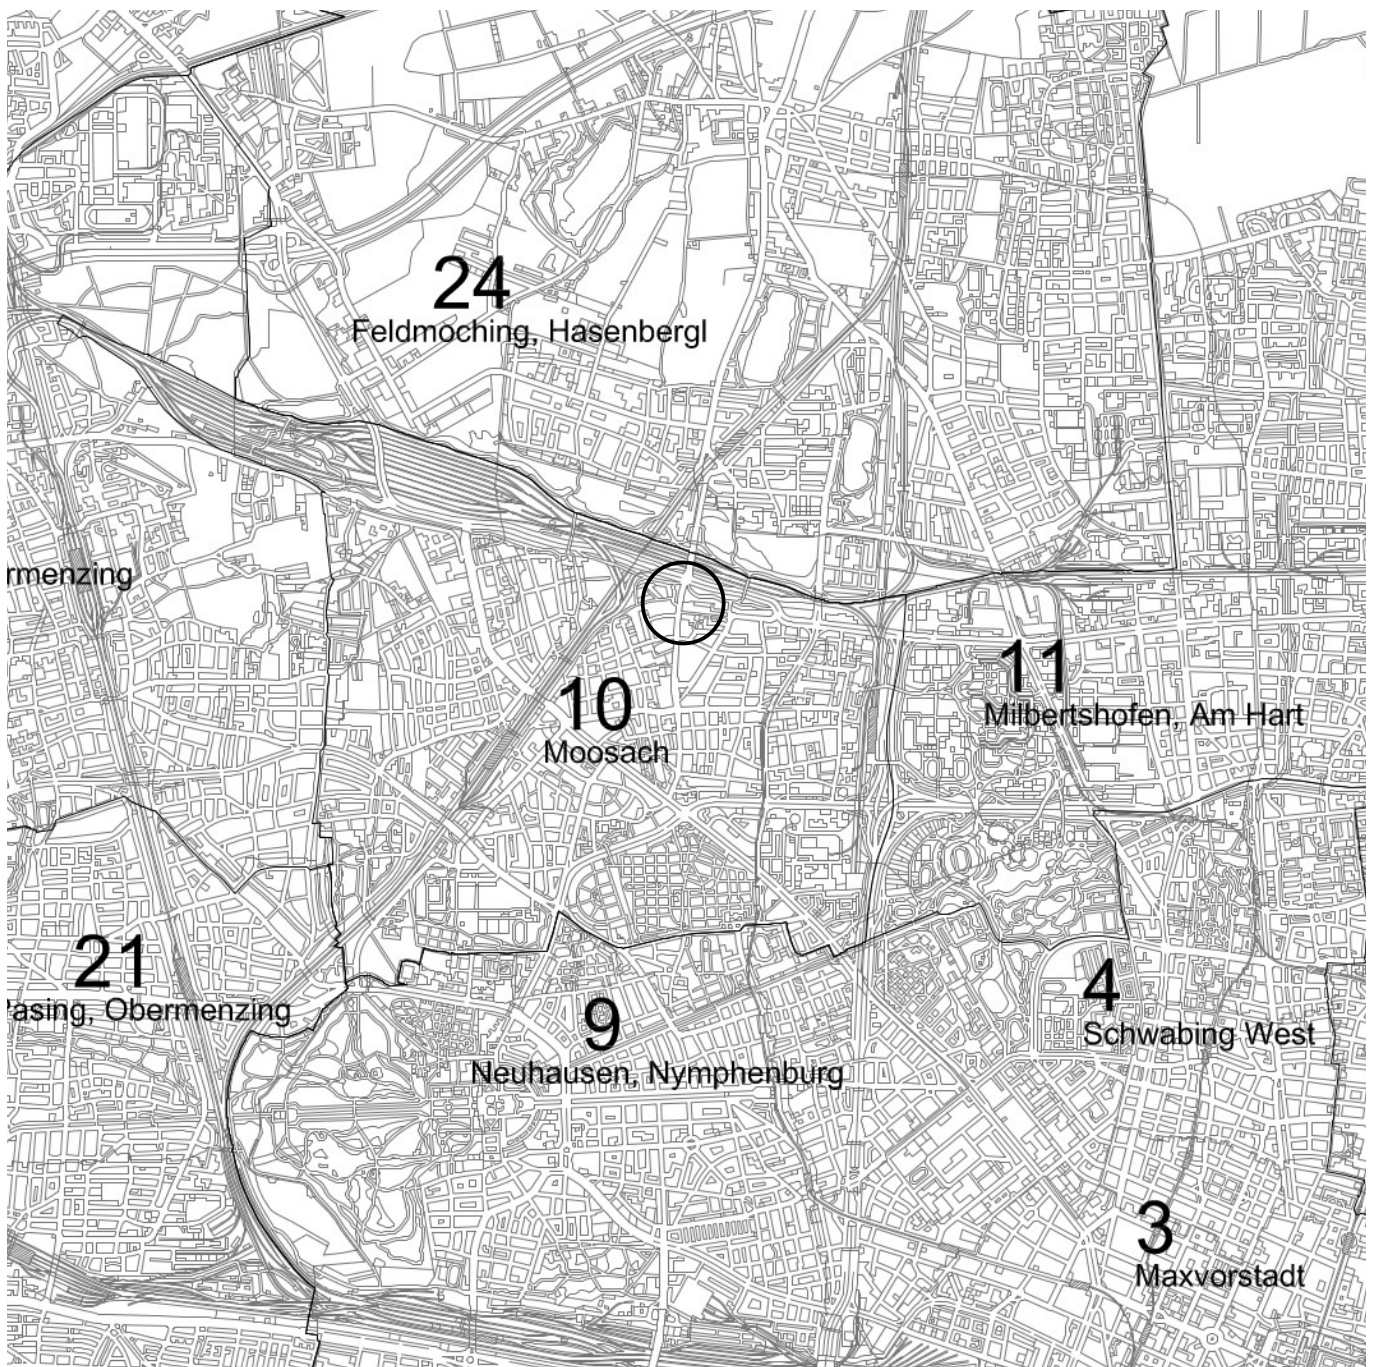 24
Feldmoching, Hasenbergl
rmenzing
11
Milbertshofen, Am Hart
10
Moosach
21
Pasing, Obermenzing
9
Neuhausen, Nymphenburg
4
Schwabing West
3
Maxvorstadt